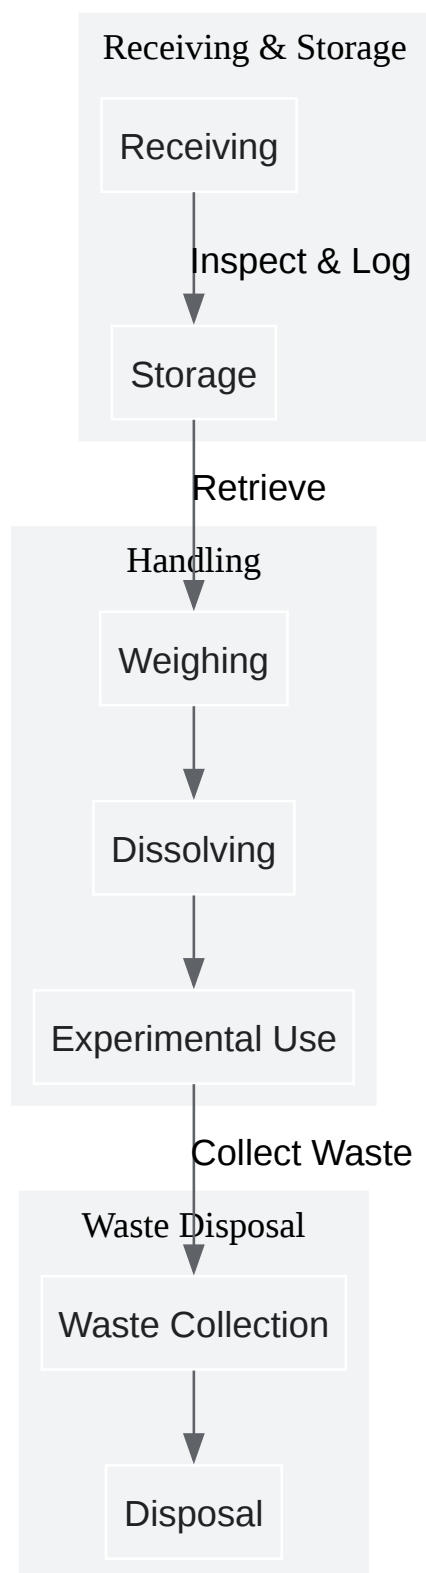 Receiving & Storage
Receiving
Inspect & Log
Storage
Retrieve
Handling
Weighing
Dissolving
Experimental Use
Collect Waste
Waste Disposal
Waste Collection
Disposal